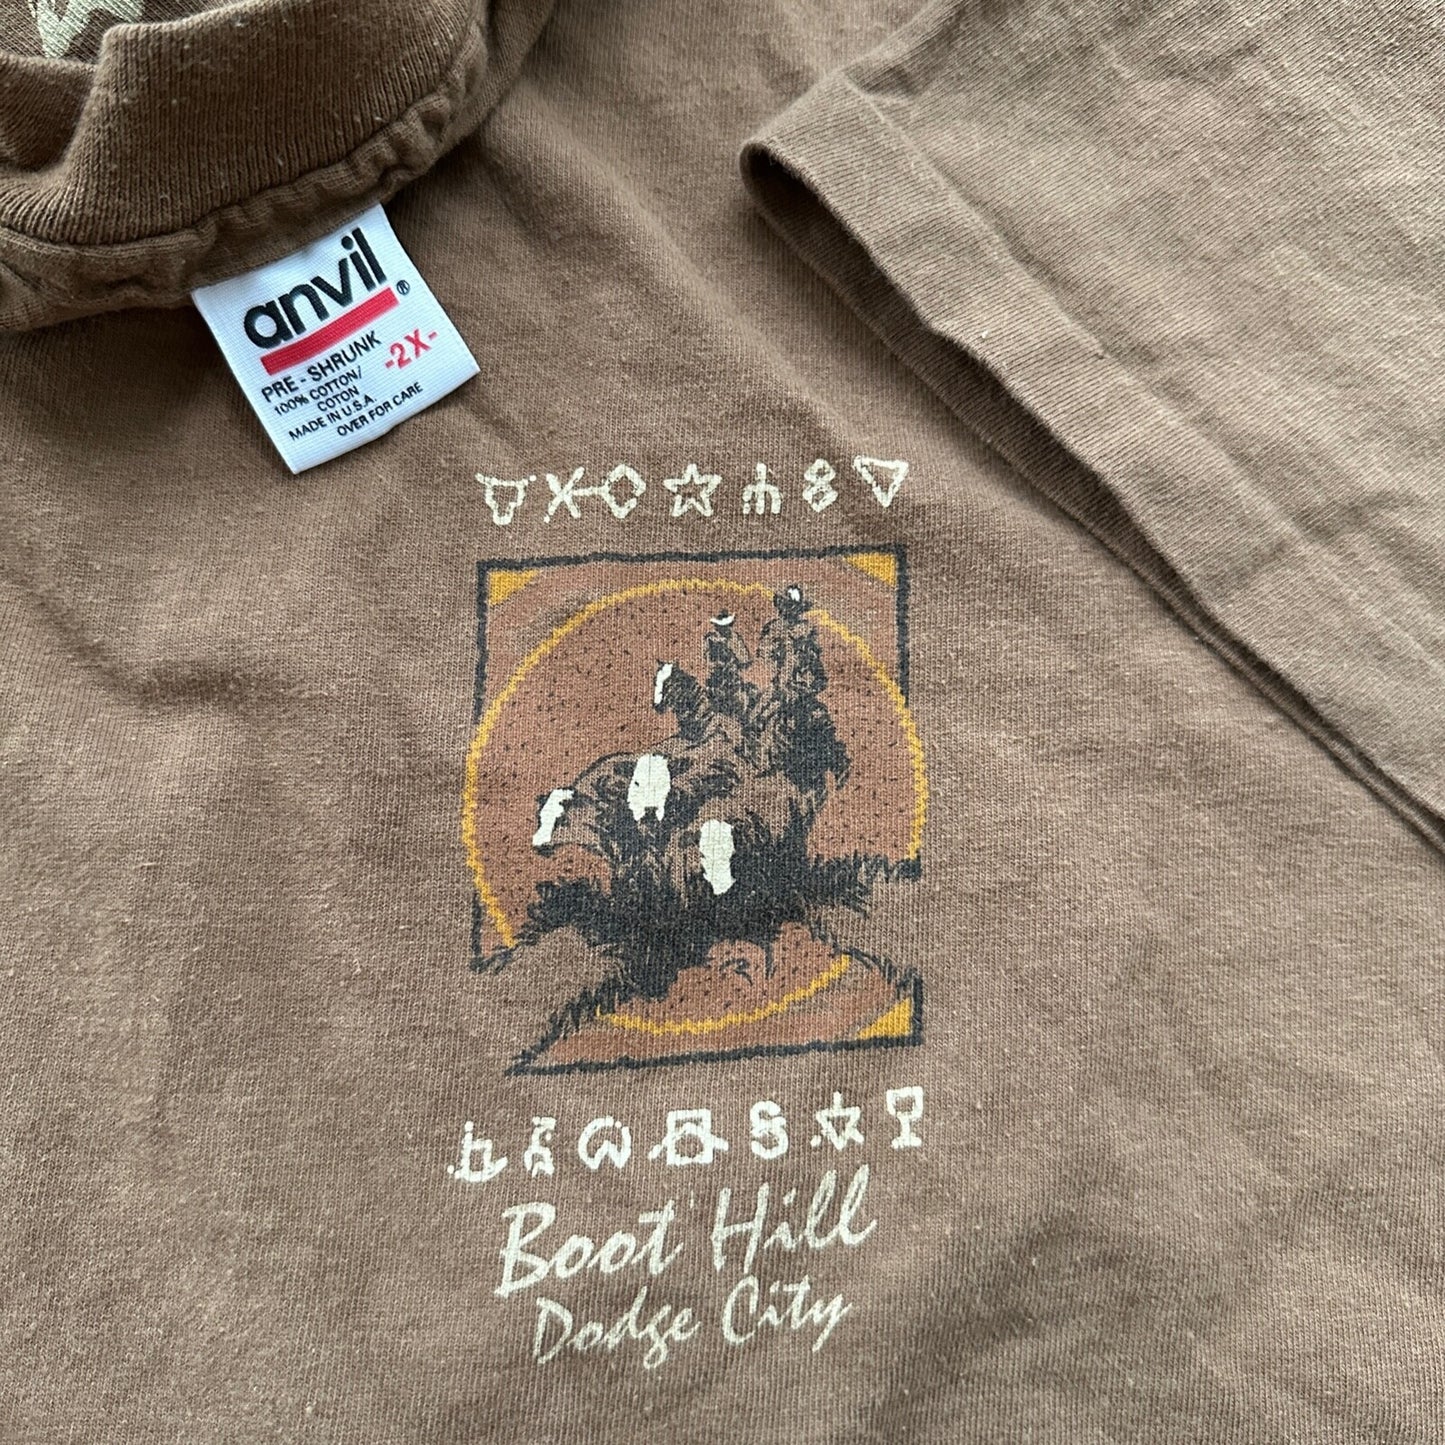 anvil®
PRE-SHRUNK
-2X-
100% COTTON/
COTON
MADE IN U.S.A.
OVER FOR CARE
Boot Hill
Dodge City